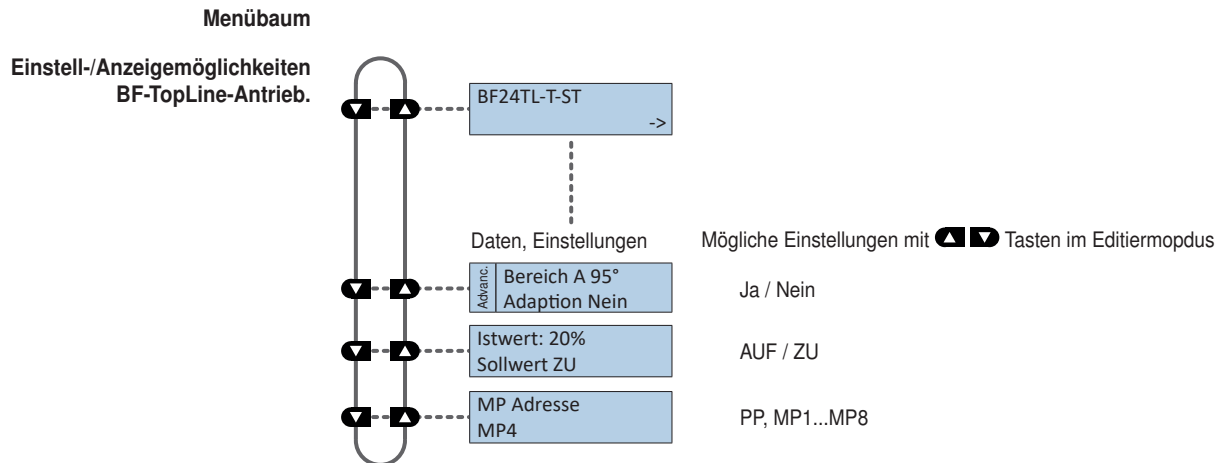 Menübaum
Einstell-/Anzeigemöglichkeiten
BF-TopLine-Antrieb.
BF24TL-T-ST
->
Daten, Einstellungen
Mögliche Einstellungen mit Tasten im Editiermopdus
Advanc.
Bereich A 95°
Adaption Nein
Ja / Nein
Istwert: 20%
Sollwert ZU
AUF / ZU
MP Adresse
MP4
PP, MP1...MP8